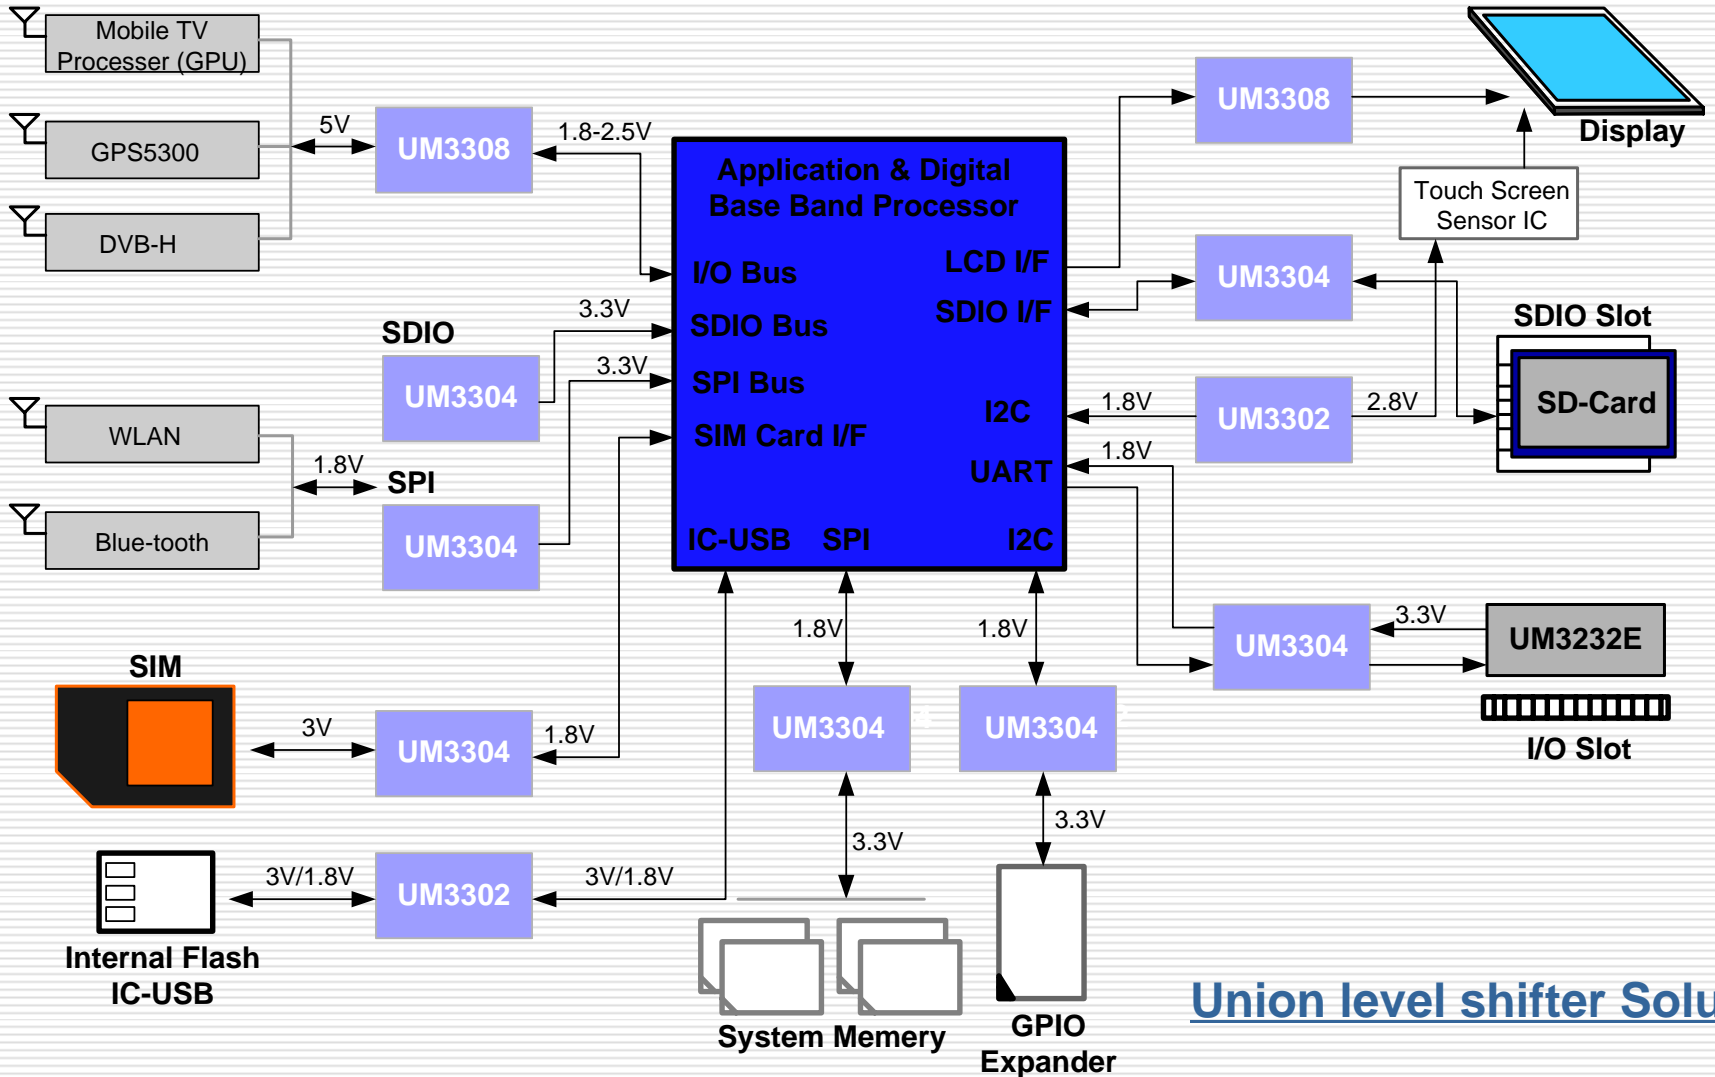 Mobile TV
Processer (GPU)
GPS5300
DVB-H
5V
UM3308
1.8-2.5V
SDIO
3.3V
UM3304
3.3V
WLAN
Blue-tooth
1.8V
SPI
UM3304
SIM
3V
UM3304
1.8V
3V/1.8V
UM3302
3V/1.8V
Internal Flash
IC-USB
Application & Digital
Base Band Processor
I/O Bus
SDIO Bus
SPI Bus
SIM Card I/F
LCD I/F
SDIO I/F
I2C
UART
IC-USB
SPI
I2C
1.8V
UM3304
3.3V
System Memery
1.8V
UM3304
3.3V
GPIO
Expander
UM3308
Display
Touch Screen
Sensor IC
UM3304
SDIO Slot
SD-Card
1.8V
UM3302
2.8V
1.8V
UM3304
3.3V
UM3232E
I/O Slot
Union level shifter Solu